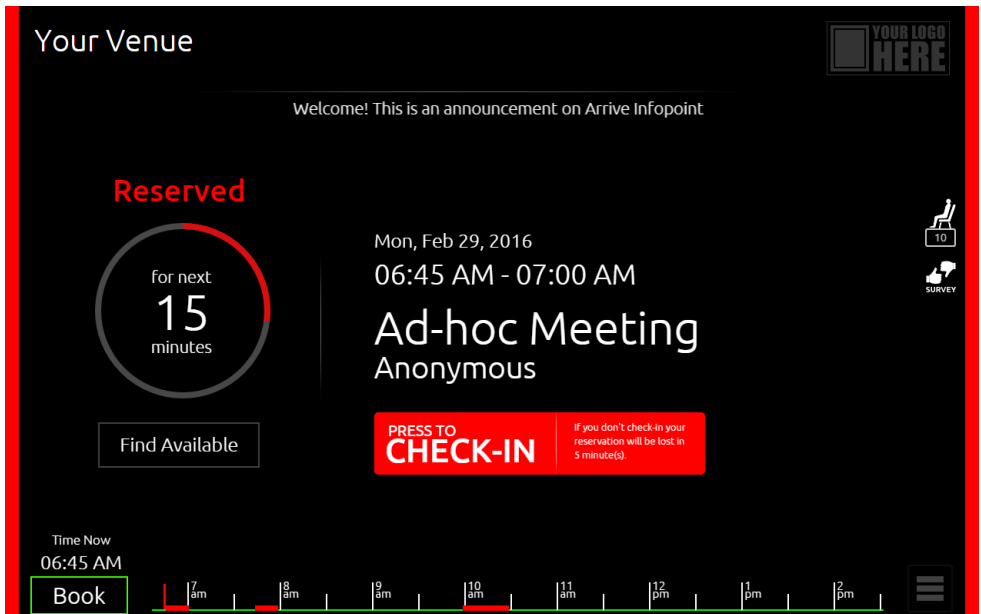 Your Venue
YOUR LOGO
HERE
Welcome! This is an announcement on Arrive Infopoint
Reserved
for next
15
minutes
Find Available
Mon, Feb 29, 2016
06:45 AM - 07:00 AM
Ad-hoc Meeting
Anonymous
PRESS TO
CHECK-IN
If you don't check-in your
reservation will be lost in
5 minute(s).
10
SURVEY
Time Now
06:45 AM
Book
7 am
8 am
9 am
10 am
11 am
12 pm
1 pm
2 pm